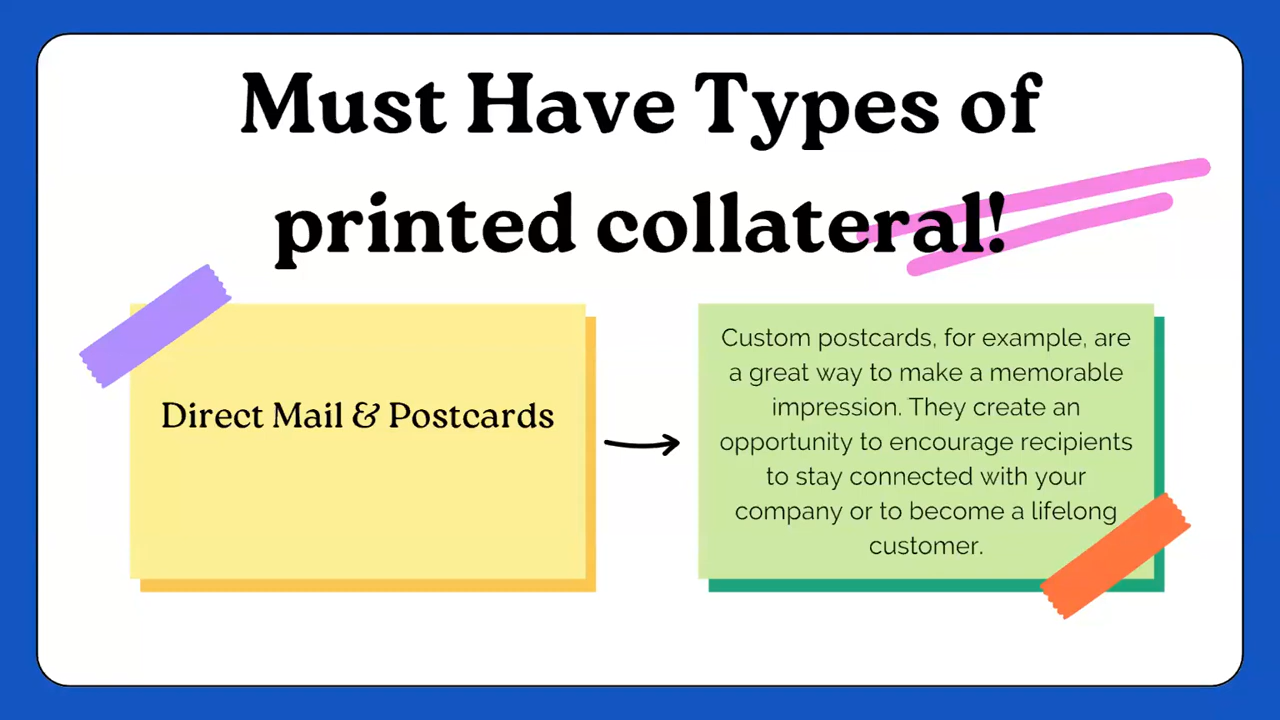 Must Have Types of
printed collateral!
Direct Mail & Postcards
Custom postcards, for example, are
a great way to make a memorable
impression. They create an
opportunity to encourage recipients
to stay connected with your
company or to become a lifelong
customer.